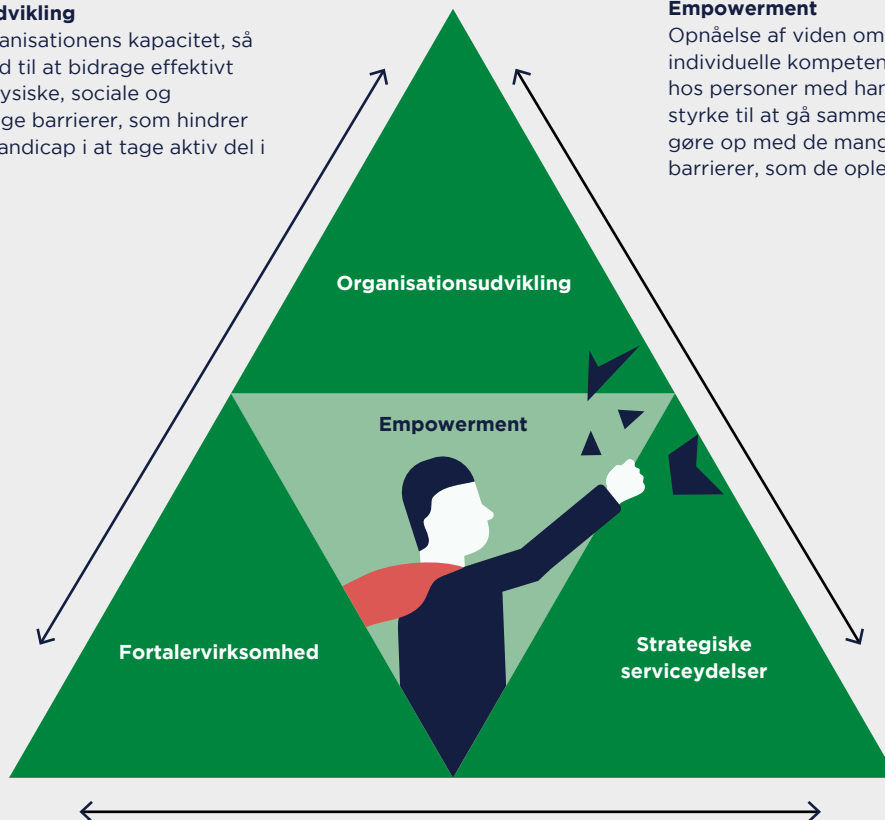 dvikling
anisationens kapacitet, så
d til at bidrage effektivt
ysiske, sociale og
ge barrierer, som hindrer
andicap i at tage aktiv del i
Empowerment
Opnåelse af viden om
individuelle kompeten
hos personer med han
styrke til at gå samme
gøre op med de mang
barrierer, som de ople
Organisationsudvikling
Empowerment
Fortalervirksomhed
Strategiske
serviceydelser